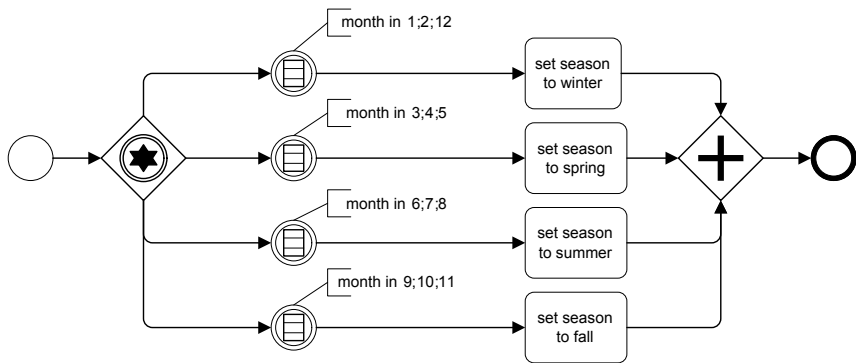 month in 1;2;12
set season
to winter
month in 3;4;5
set season
to spring
month in 6;7;8
set season
to summer
month in 9;10;11
set season
to fall